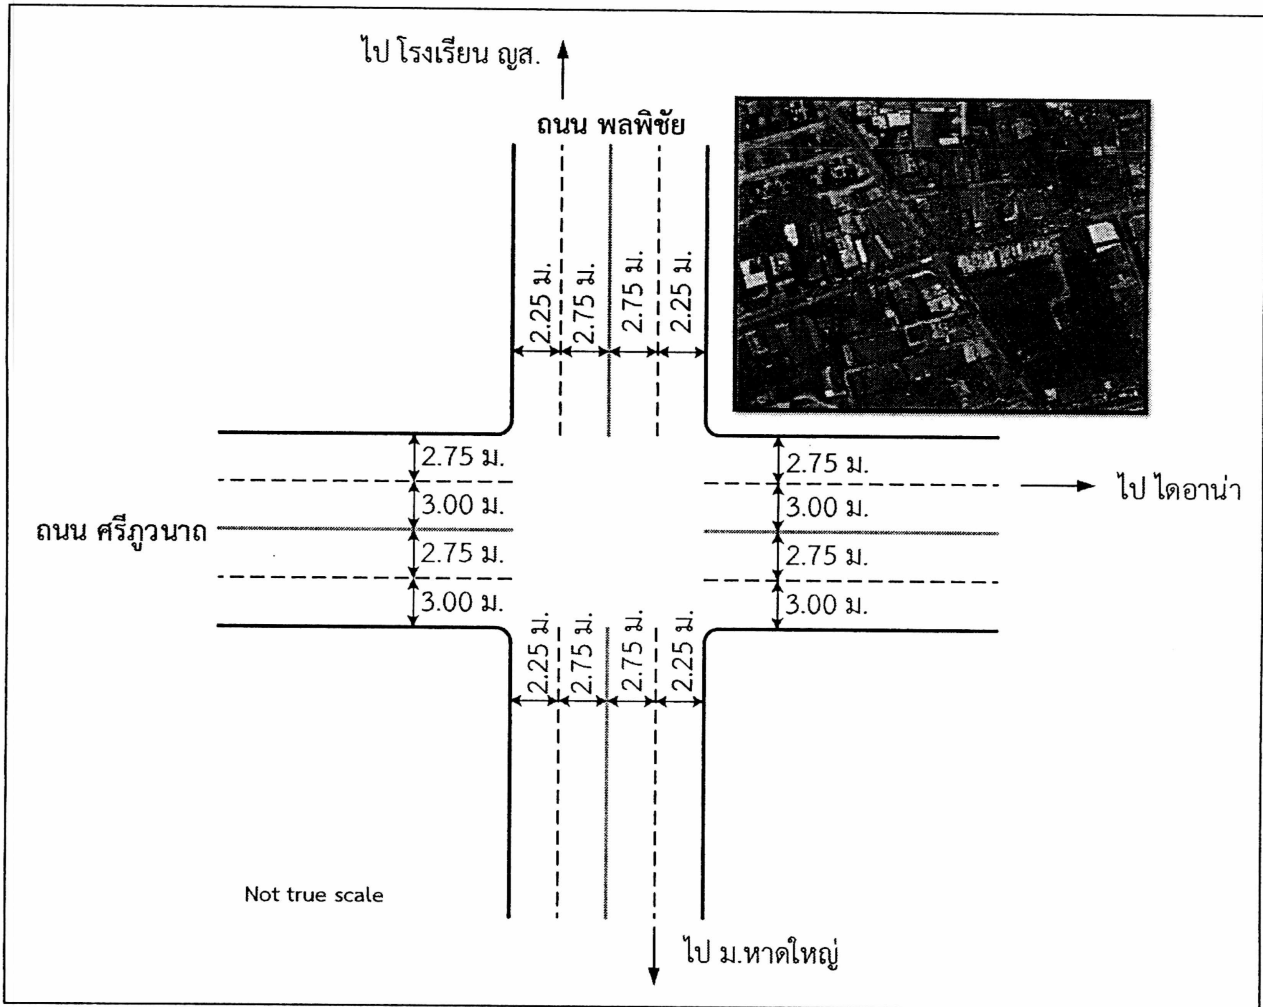 ไป โรงเรียน ญส.
ถนน พลพิชัย
2.25 ม.
2.75 ม.
2.75 ม.
2.25 ม.
2.75 ม.
3.00 ม.
2.75 ม.
3.00 ม.
ถนน ศรีภูวนาถ
2.75 ม.
3.00 ม.
2.75 ม.
3.00 ม.
ไป ไดอาน่า
2.25 ม.
2.75 ม.
2.75 ม.
2.25 ม.
Not true scale
ไป ม.หาดใหญ่